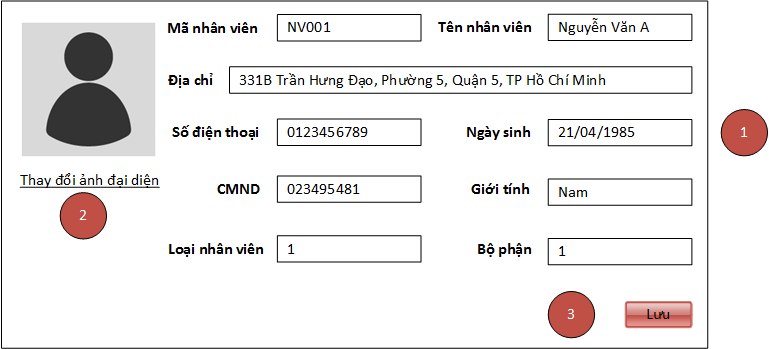 Mã nhân viên NV001 Tên nhân viên Nguyễn Văn A
Địa chỉ 331B Trần Hưng Đạo, Phường 5, Quận 5, TP Hồ Chí Minh
Số điện thoại 0123456789 Ngày sinh 21/04/1985
1
Thay đổi ảnh đại diện
CMND 023495481 Giới tính Nam
2
Loại nhân viên 1 Bộ phận 1
3 Lưu